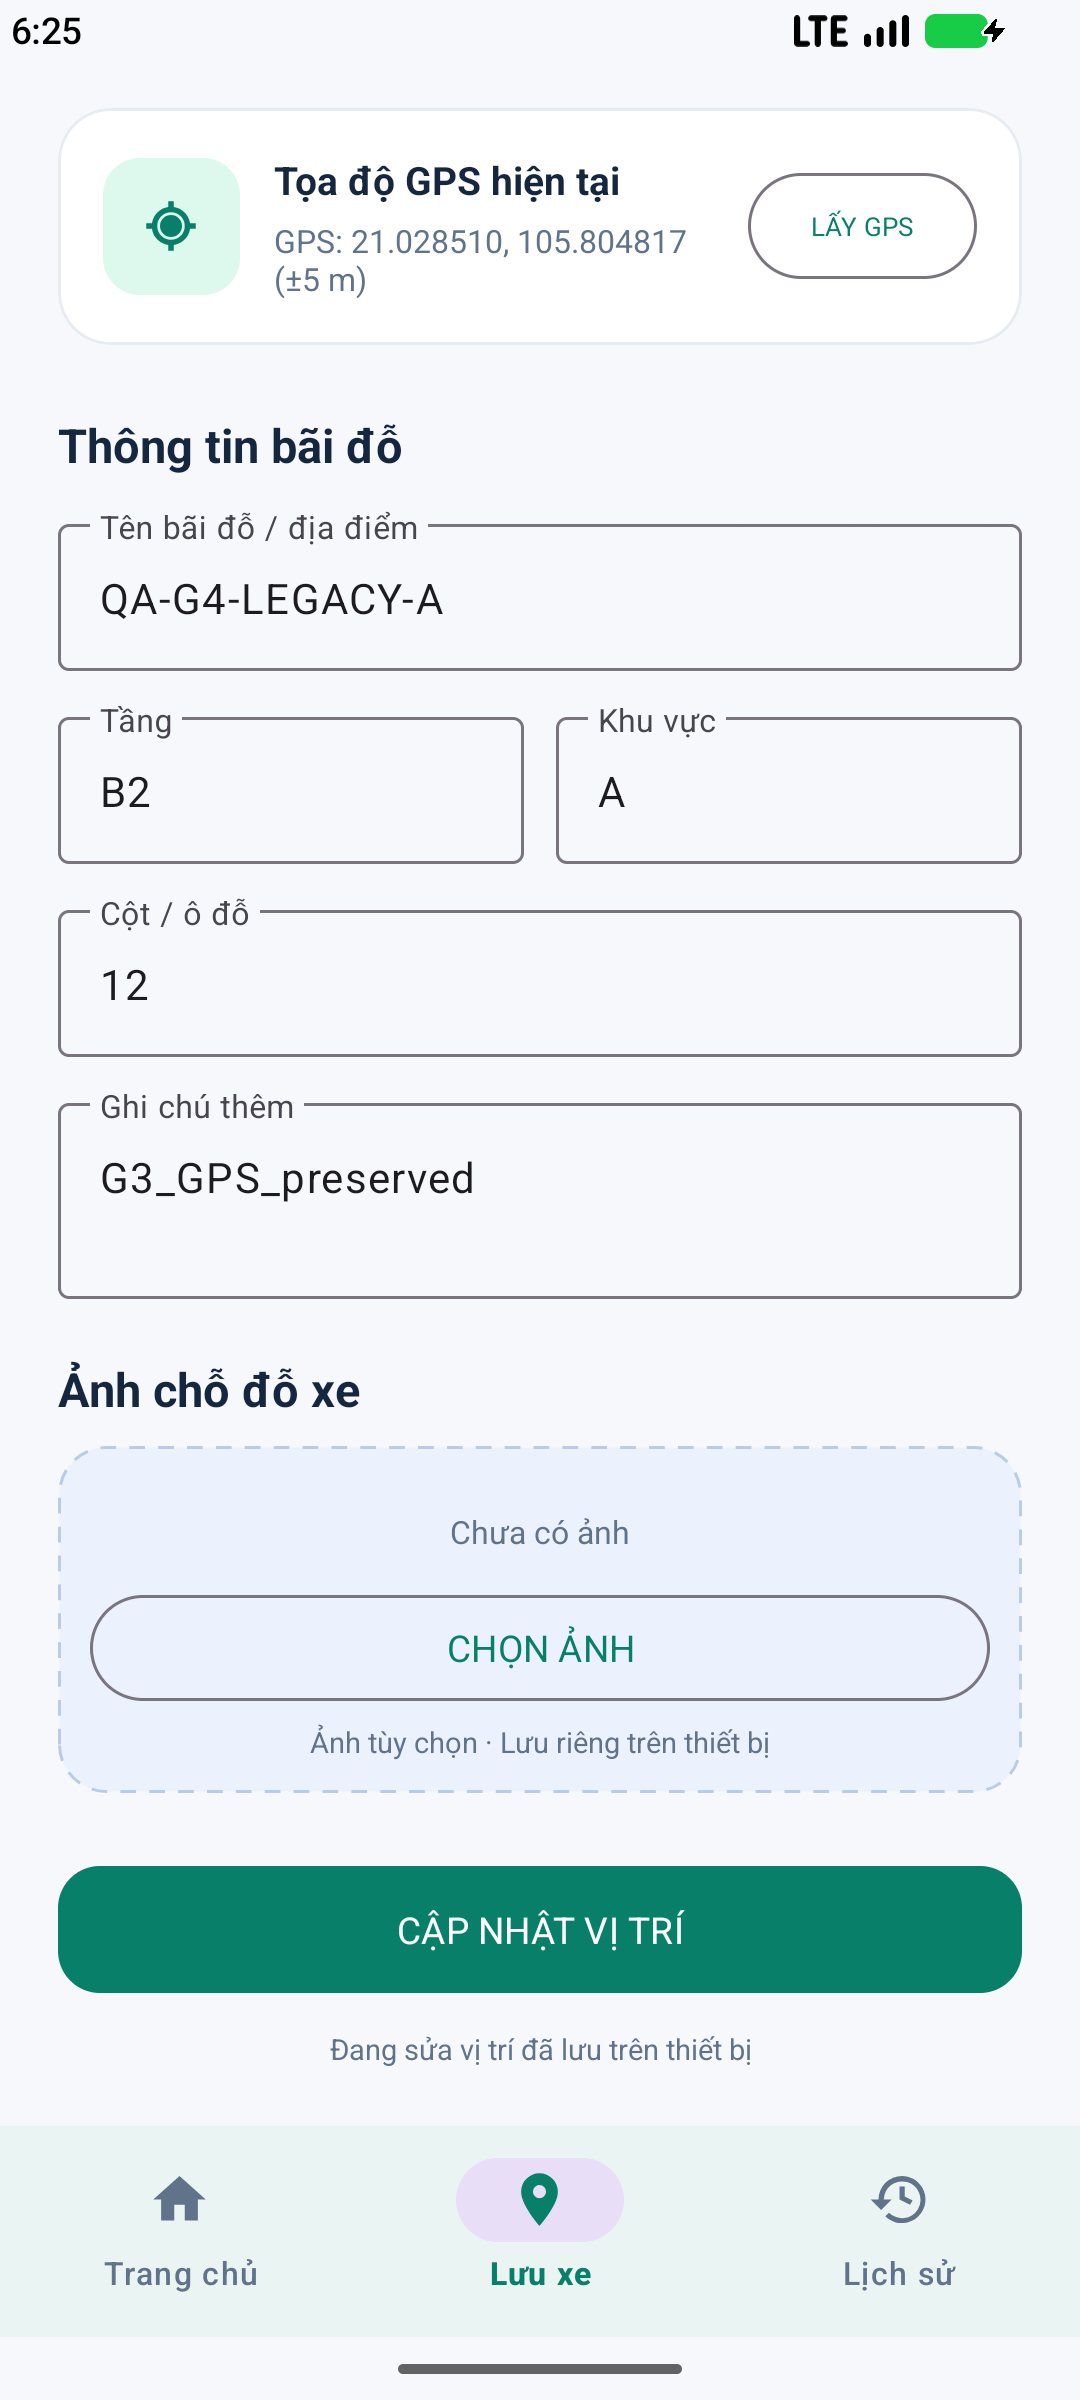 6:25
LTE
Tọa độ GPS hiện tại
GPS: 21.028510, 105.804817
(±5 m)
LẤY GPS
Thông tin bãi đỗ
Tên bãi đỗ / địa điểm
QA-G4-LEGACY-A
Tầng
B2
Khu vực
A
Cột / ô đỗ
12
Ghi chú thêm
G3_GPS_preserved
Ảnh chỗ đỗ xe
Chưa có ảnh
CHỌN ẢNH
Ảnh tùy chọn · Lưu riêng trên thiết bị
CẬP NHẬT VỊ TRÍ
Đang sửa vị trí đã lưu trên thiết bị
Trang chủ
Lưu xe
Lịch sử